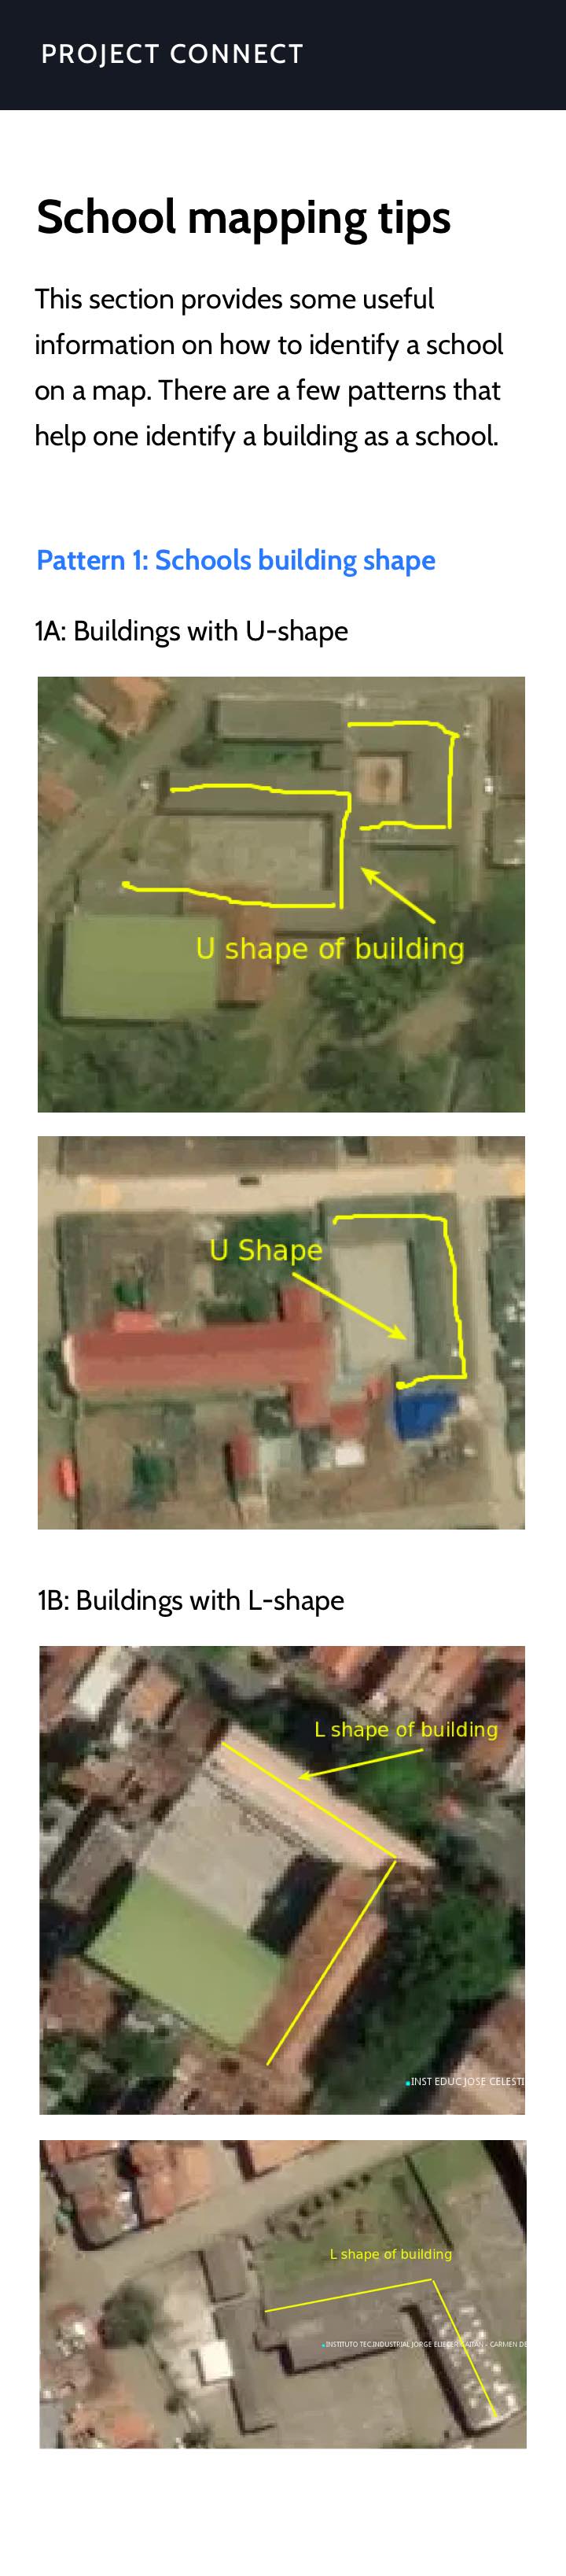 PROJECT CONNECT
School mapping tips
This section provides some useful
information on how to identify a school
on a map. There are a few patterns that
help one identify a building as a school.
Pattern 1: Schools building shape
1A: Buildings with U-shape
U shape of building
U Shape
1B: Buildings with L-shape
L shape of building
INST EDUC JOSE CELESTI
L shape of building
INSTITUTO TEC.INDUSTRIAL JORGE ELIECER GAITAN - CARMEN DE